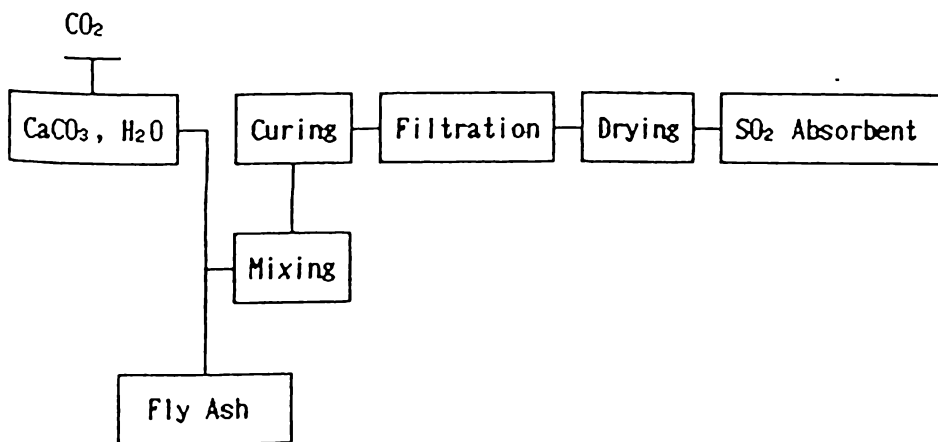 CO₂
CaCO₃, H₂O
Curing
Filtration
Drying
SO₂ Absorbent
Mixing
Fly Ash